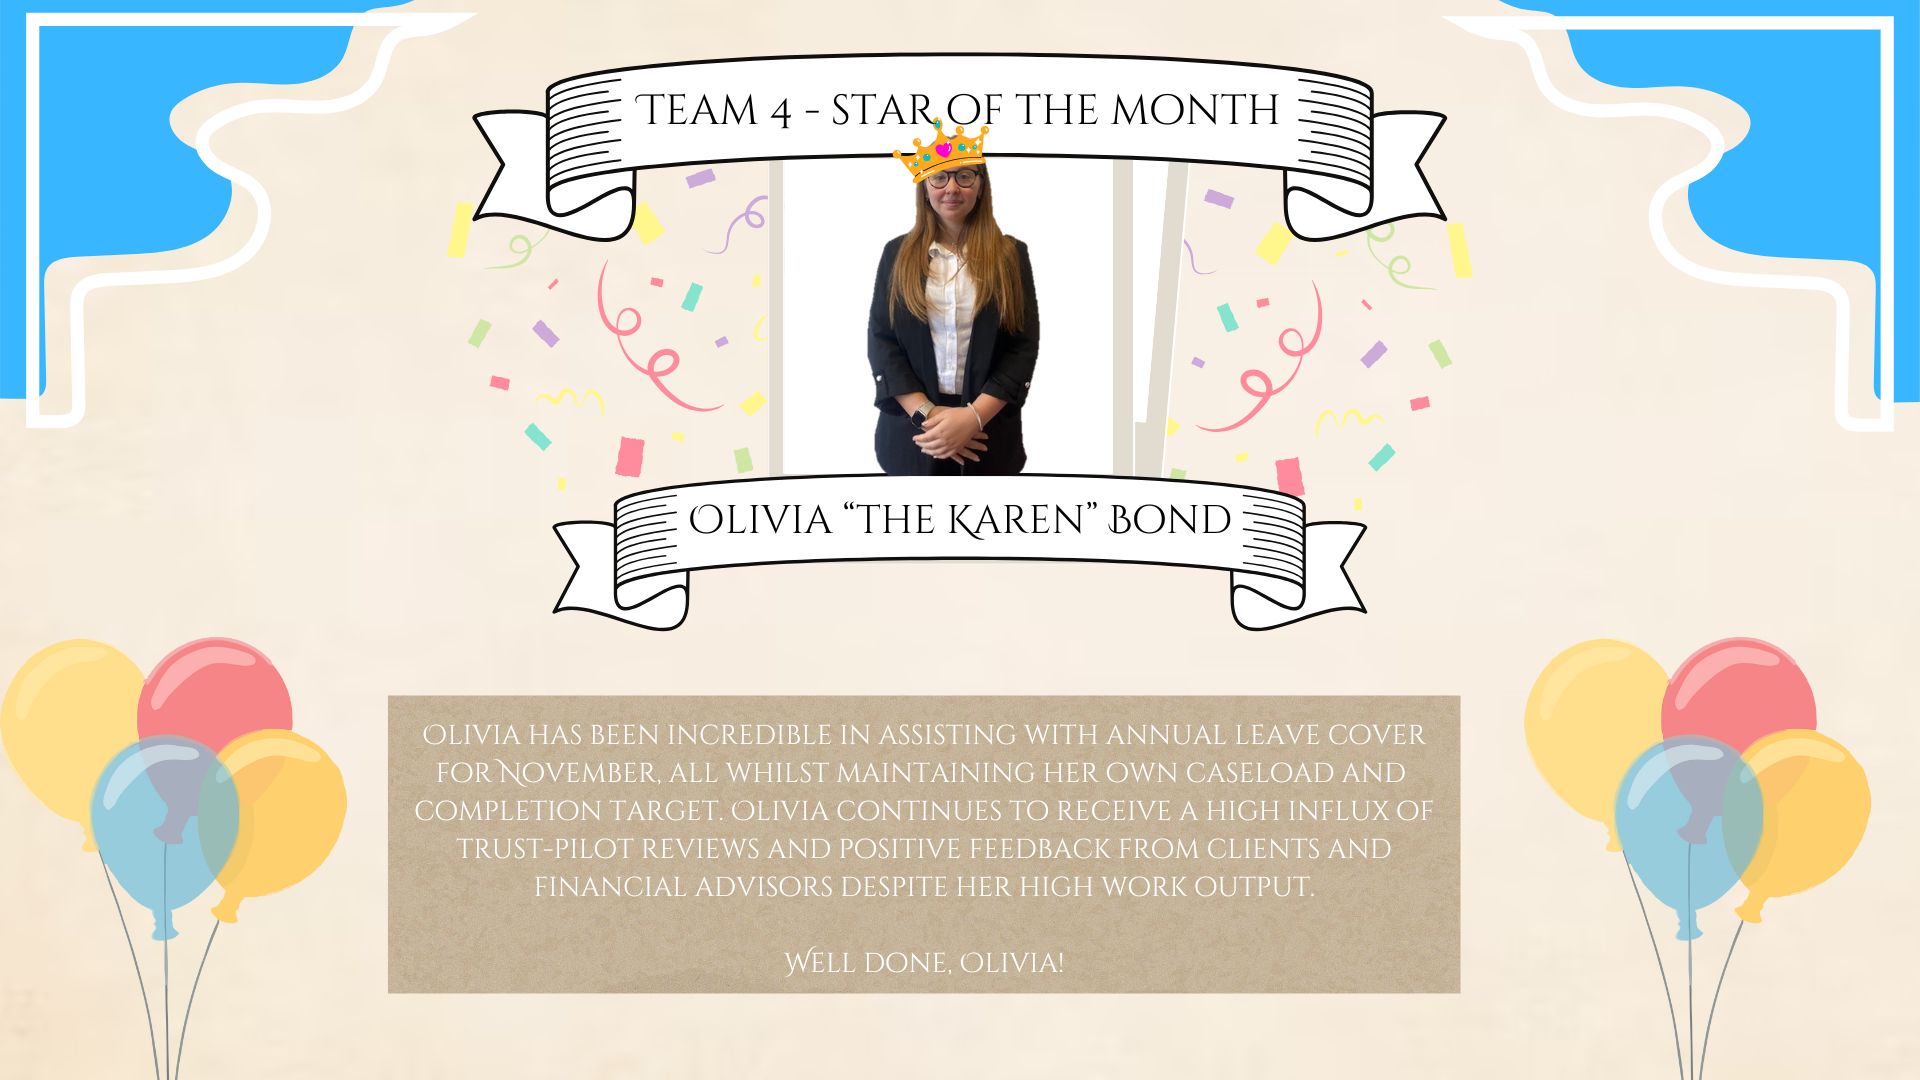 Team 4 - Star of the Month
Olivia “The Karen” Bond
Olivia has been incredible in assisting with annual leave cover
for November, all whilst maintaining her own caseload and
completion target. Olivia continues to receive a high influx of
trust-pilot reviews and positive feedback from clients and
financial advisors despite her high work output.
Well done, Olivia!